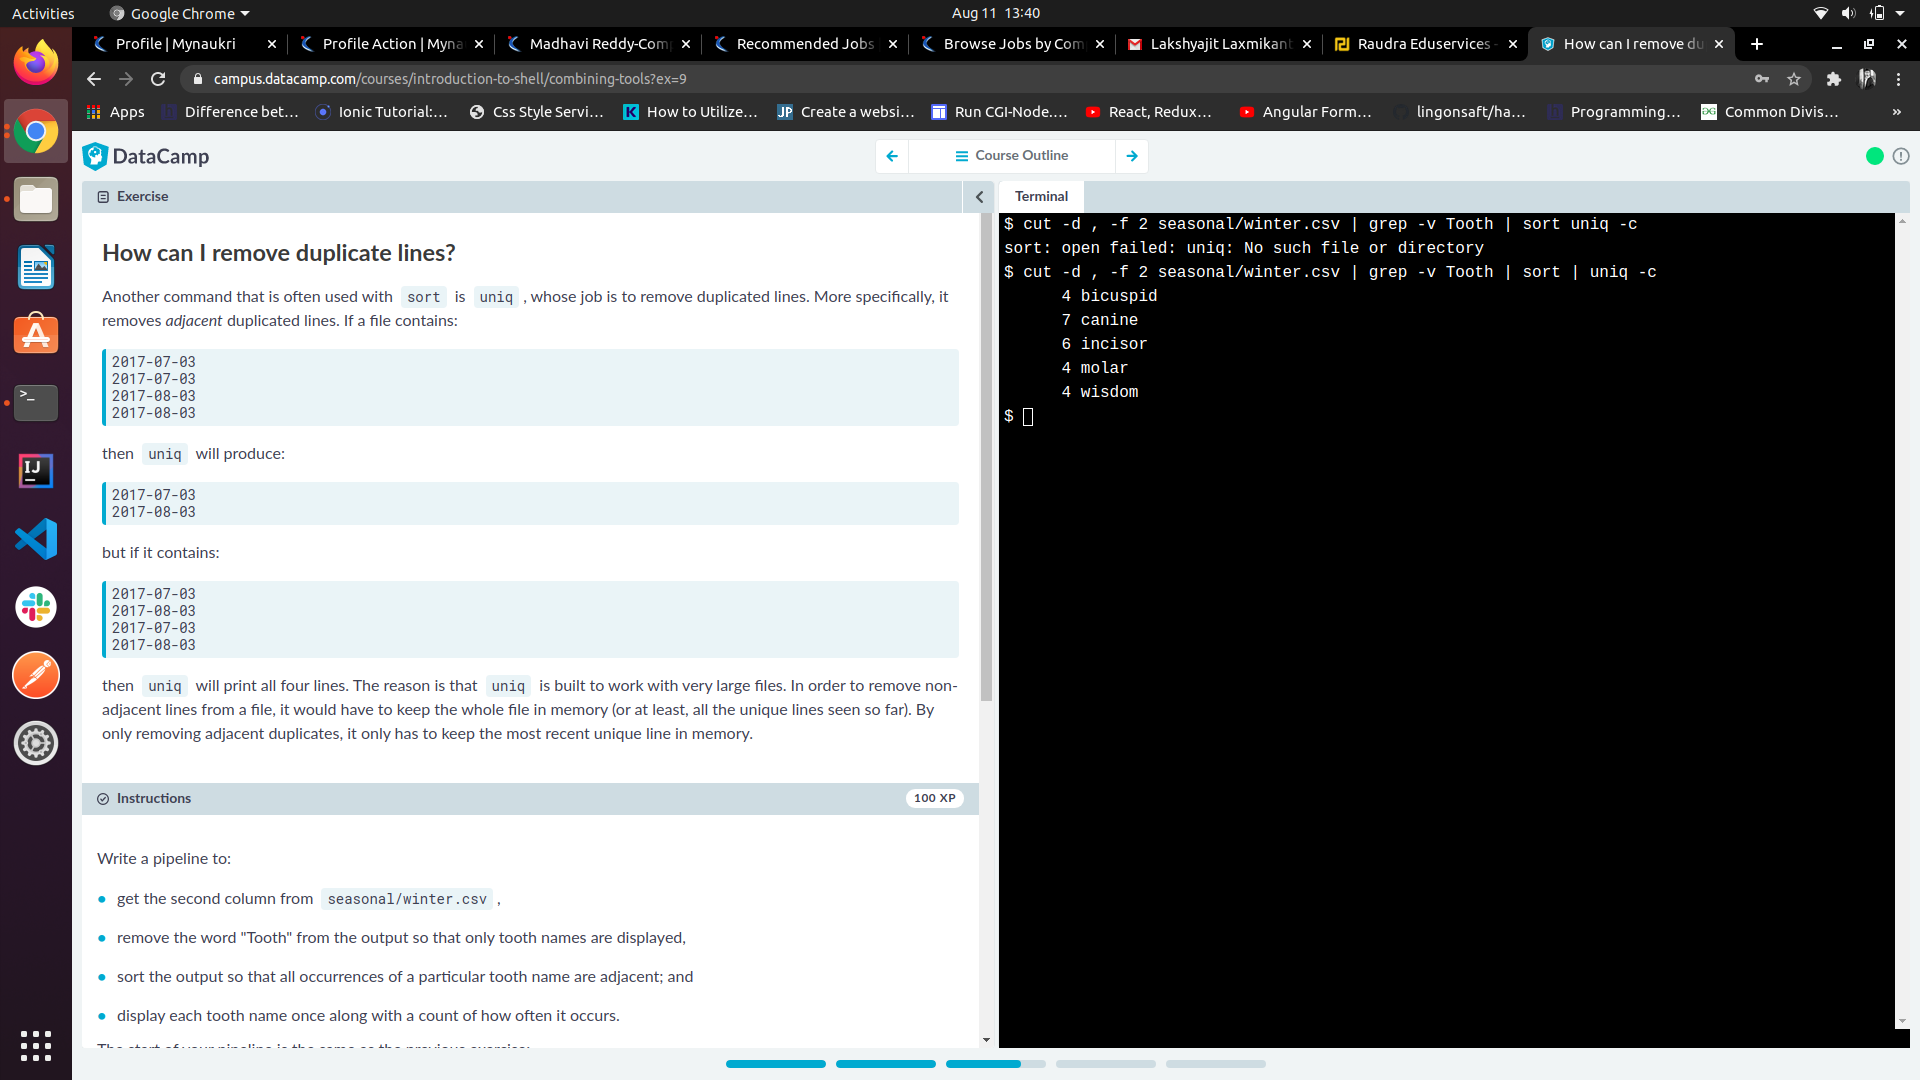 Activities
Google Chrome
Aug 11 13:40
Profile | Mynaukri
Profile Action | Myna
Madhavi Reddy-Com
Recommended Jobs
Browse Jobs by Com
Lakshyajit Laxmikant
Raudra Eduservices -
How can I remove du
campus.datacamp.com/courses/introduction-to-shell/combining-tools?ex=9
Apps
Difference bet...
Ionic Tutorial:...
Css Style Servi...
How to Utilize...
JP
Create a websi...
Run CGI-Node....
React, Redux...
Angular Form...
lingonsaft/ha...
Programming...
Common Divis...
»
DataCamp
Course Outline
Exercise
Terminal
How can I remove duplicate lines?
Another command that is often used with sort is uniq , whose job is to remove duplicated lines. More specifically, it
removes adjacent duplicated lines. If a file contains:
2017-07-03
2017-07-03
2017-08-03
2017-08-03
then uniq will produce:
2017-07-03
2017-08-03
but if it contains:
2017-07-03
2017-08-03
2017-07-03
2017-08-03
then uniq will print all four lines. The reason is that uniq is built to work with very large files. In order to remove non-
adjacent lines from a file, it would have to keep the whole file in memory (or at least, all the unique lines seen so far). By
only removing adjacent duplicates, it only has to keep the most recent unique line in memory.
Instructions
100 XP
Write a pipeline to:
get the second column from seasonal/winter.csv ,
remove the word "Tooth" from the output so that only tooth names are displayed,
sort the output so that all occurrences of a particular tooth name are adjacent; and
display each tooth name once along with a count of how often it occurs.
The start of your pipeline is the same as the previous exercise:
$ cut -d , -f 2 seasonal/winter.csv | grep -v Tooth | sort uniq -c
sort: open failed: uniq: No such file or directory
$ cut -d , -f 2 seasonal/winter.csv | grep -v Tooth | sort | uniq -c
4 bicuspid
7 canine
6 incisor
4 molar
4 wisdom
$
IJ
>_